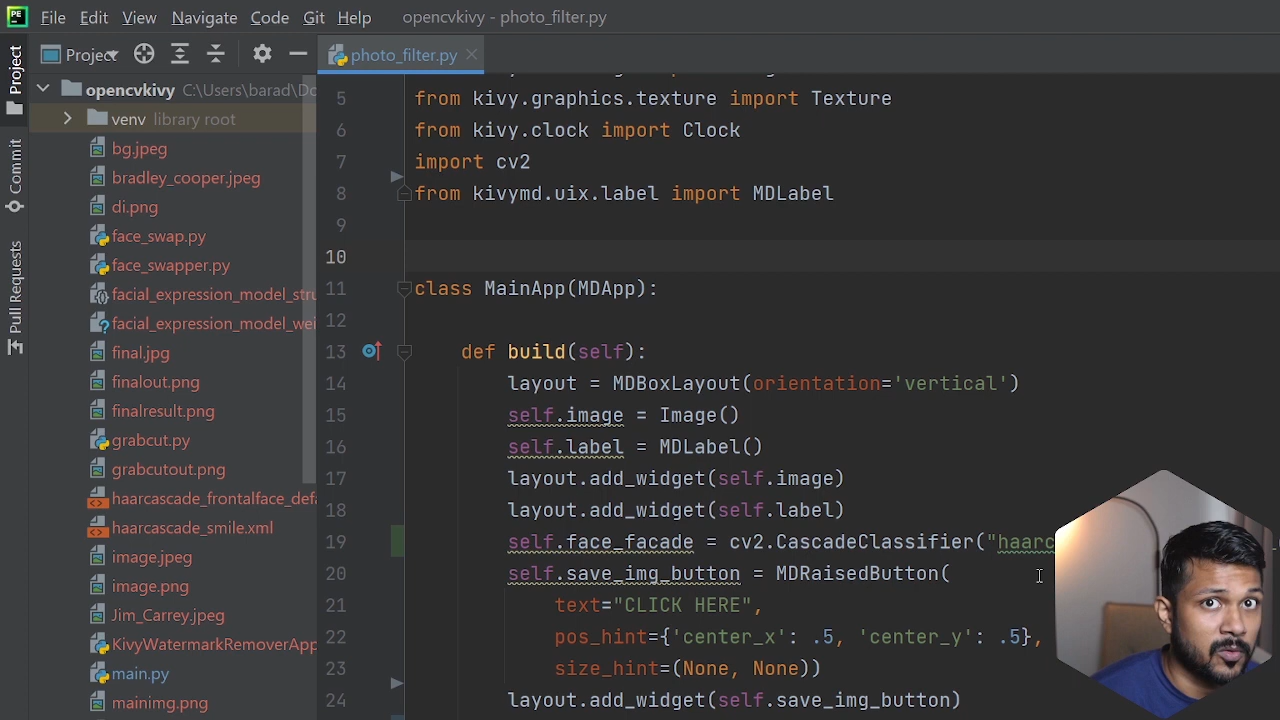 PC File Edit View Navigate Code Git Help opencvkivy - photo_filter.py
Project
photo_filter.py
Project
Commit
Pull Requests
opencvkivy C:\Users\barad\Do
venv library root
bg.jpeg
bradley_cooper.jpeg
di.png
face_swap.py
face_swapper.py
facial_expression_model_stru
facial_expression_model_wei
final.jpg
finalout.png
finalresult.png
grabcut.py
grabcutout.png
haarcascade_frontalface_defa
haarcascade_smile.xml
image.jpeg
image.png
Jim_Carrey.jpeg
KivyWatermarkRemoverApp
main.py
mainimg.png
5 from kivy.graphics.texture import Texture
6 from kivy.clock import Clock
7 import cv2
8 from kivymd.uix.label import MDLabel
9
10
11 class MainApp(MDApp):
12
13 def build(self):
14 layout = MDBoxLayout(orientation='vertical')
15 self.image = Image()
16 self.label = MDLabel()
17 layout.add_widget(self.image)
18 layout.add_widget(self.label)
19 self.face_facade = cv2.CascadeClassifier("haarc
20 self.save_img_button = MDRaisedButton(
21 text="CLICK HERE",
22 pos_hint={'center_x': .5, 'center_y': .5},
23 size_hint=(None, None))
24 layout.add_widget(self.save_img_button)